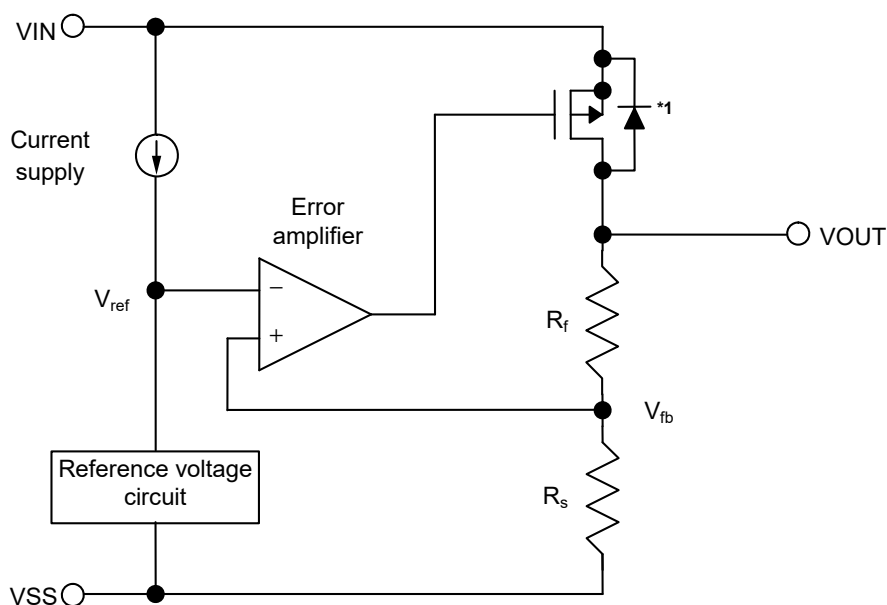 VIN
*1
Current
supply
Error
amplifier
VOUT
Vref
−
+
Rf
Vfb
Reference voltage
circuit
Rs
VSS